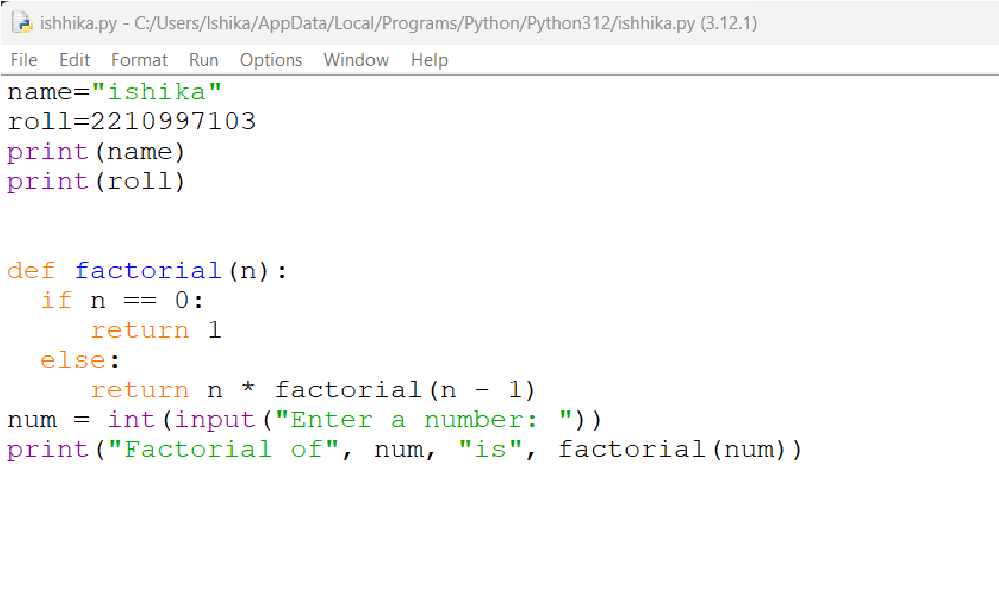 ishhika.py - C:/Users/Ishika/AppData/Local/Programs/Python/Python312/ishhika.py (3.12.1)
File Edit Format Run Options Window Help
name="ishika"
roll=2210997103
print(name)
print(roll)
def factorial(n):
  if n == 0:
     return 1
  else:
     return n * factorial(n - 1)
num = int(input("Enter a number: "))
print("Factorial of", num, "is", factorial(num))